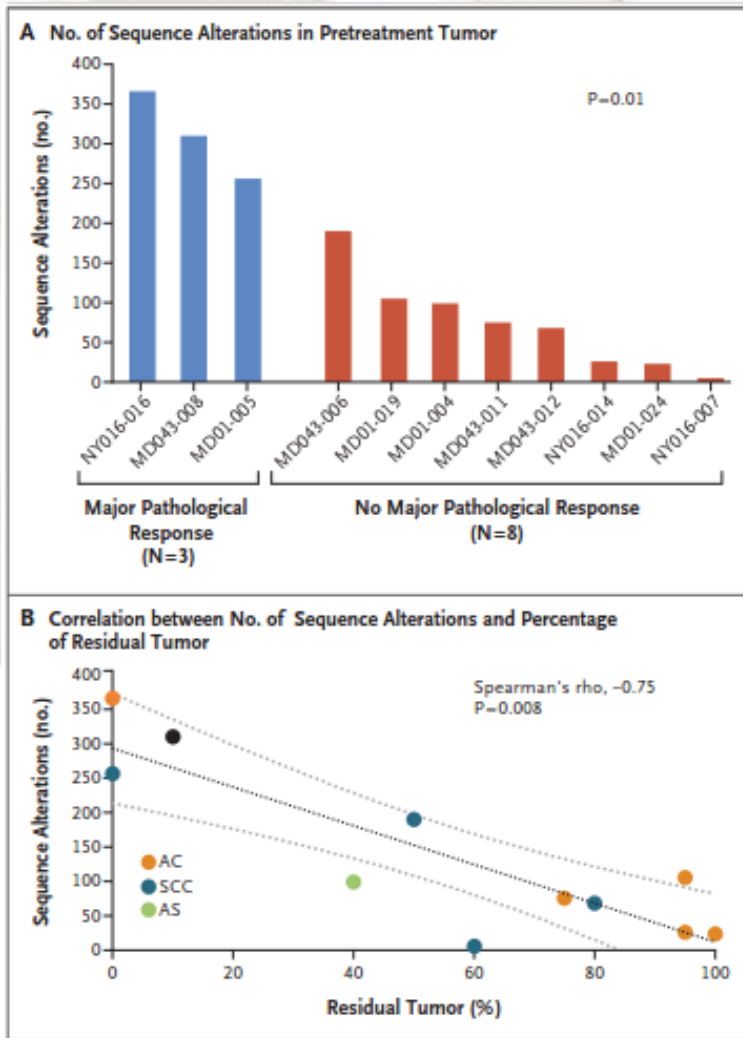 A No. of Sequence Alterations in Pretreatment Tumor
400
350
300
250
200
150
100
50
0
Sequence Alterations (no.)
P=0.01
NY016-016
MD043-008
MD01-005
MD043-006
MD01-019
MD01-004
MD043-011
MD043-012
NY016-014
MD01-024
NY016-007
Major Pathological
Response
(N=3)
No Major Pathological Response
(N=8)
B Correlation between No. of Sequence Alterations and Percentage
of Residual Tumor
400
350
300
250
200
150
100
50
0
Sequence Alterations (no.)
Spearman's rho, −0.75
P=0.008
AC
SCC
AS
0 20 40 60 80 100
Residual Tumor (%)